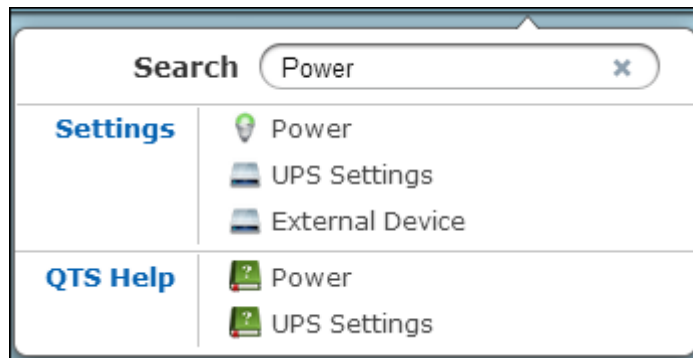 Search Power
Settings Power
UPS Settings
External Device
QTS Help Power
UPS Settings